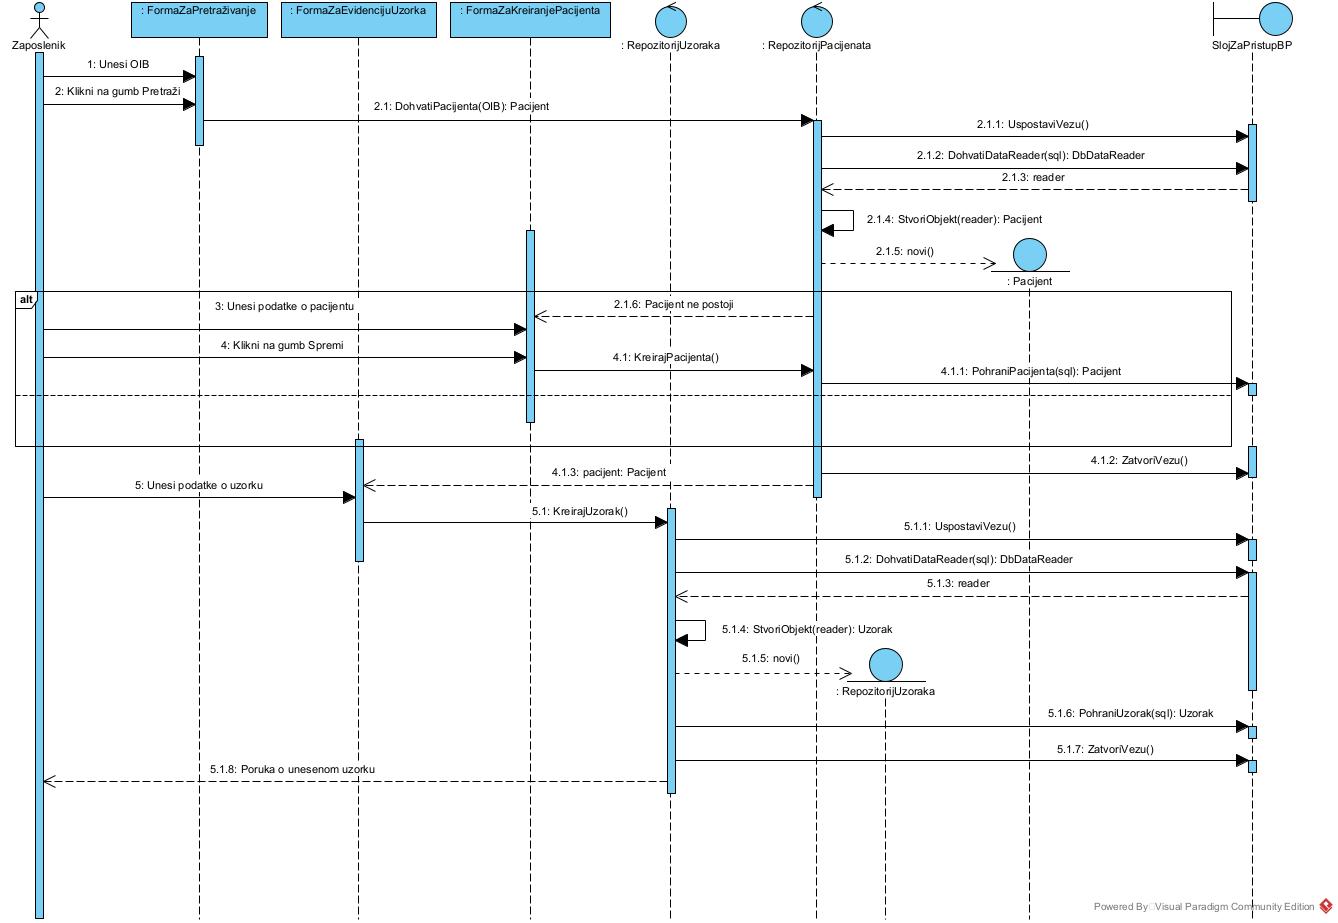 : FormaZaPretraživanje
: FormaZaEvidencijuUzorka
: FormaZaKreiranjePacijenta
Zaposlenik
: RepozitorijUzoraka
: RepozitorijPacijenata
SlojZaPristupBP
1: Unesi OIB
2: Klikni na gumb Pretraži
2.1: DohvatiPacijenta(OIB): Pacijent
2.1.1: UspostaviVezu()
2.1.2: DohvatiDataReader(sql): DbDataReader
2.1.3: reader
2.1.4: StvoriObjekt(reader): Pacijent
2.1.5: novi()
: Pacijent
alt
2.1.6: Pacijent ne postoji
3: Unesi podatke o pacijentu
4: Klikni na gumb Spremi
4.1: KreirajPacijenta()
4.1.1: PohraniPacijenta(sql): Pacijent
4.1.2: ZatvoriVezu()
4.1.3: pacijent: Pacijent
5: Unesi podatke o uzorku
5.1: KreirajUzorak()
5.1.1: UspostaviVezu()
5.1.2: DohvatiDataReader(sql): DbDataReader
5.1.3: reader
5.1.4: StvoriObjekt(reader): Uzorak
5.1.5: novi()
: RepozitorijUzoraka
5.1.6: PohraniUzorak(sql): Uzorak
5.1.7: ZatvoriVezu()
5.1.8: Poruka o unesenom uzorku
Powered By Visual Paradigm Community Edition